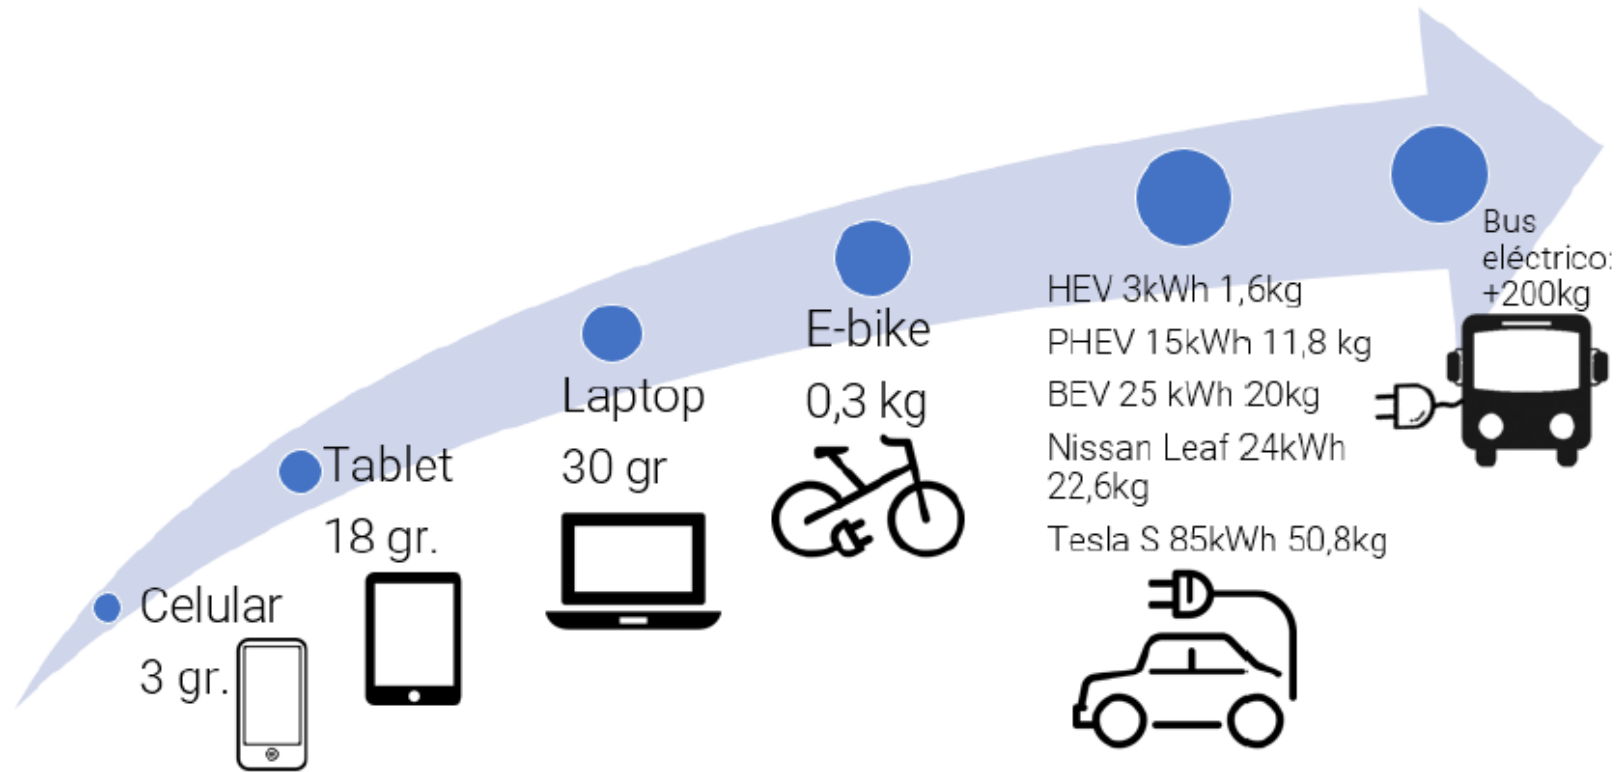 Celular
3 gr.
Tablet
18 gr.
Laptop
30 gr
E-bike
0,3 kg
HEV 3kWh 1,6kg
PHEV 15kWh 11,8 kg
BEV 25 kWh 20kg
Nissan Leaf 24kWh
22,6kg
Tesla S 85kWh 50,8kg
Bus
eléctrico:
+200kg